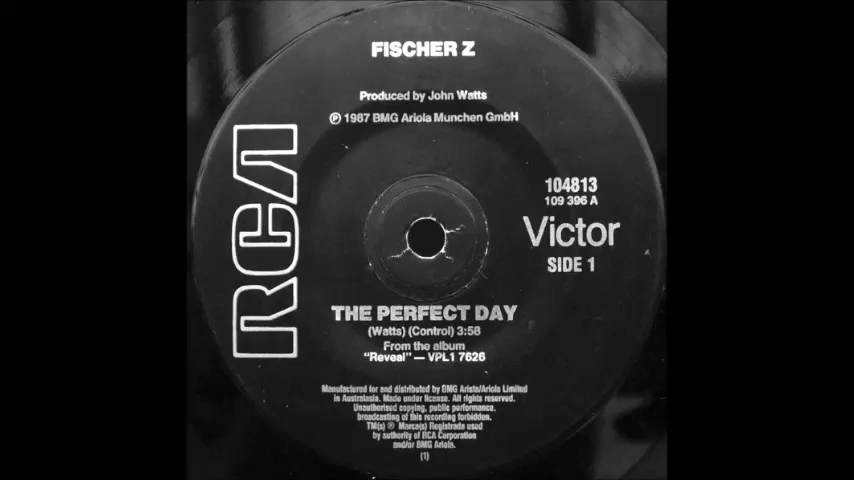 FISCHER Z
Produced by John Watts
Ⓟ 1987 BMG Ariola Munchen GmbH
RCA
104813
109 396 A
Victor
SIDE 1
THE PERFECT DAY
(Watts) (Control) 3:58
From the album
"Reveal" — VPL1 7626
Manufactured for and distributed by BMG Arista/Ariola Limited
in Australasia. Made under license. All rights reserved.
Unauthorised copying, public performance,
broadcasting of this recording forbidden.
TM(s) ® Marca(s) Registrada used
by authority of RCA Corporation
and/or BMG Ariola.
(1)